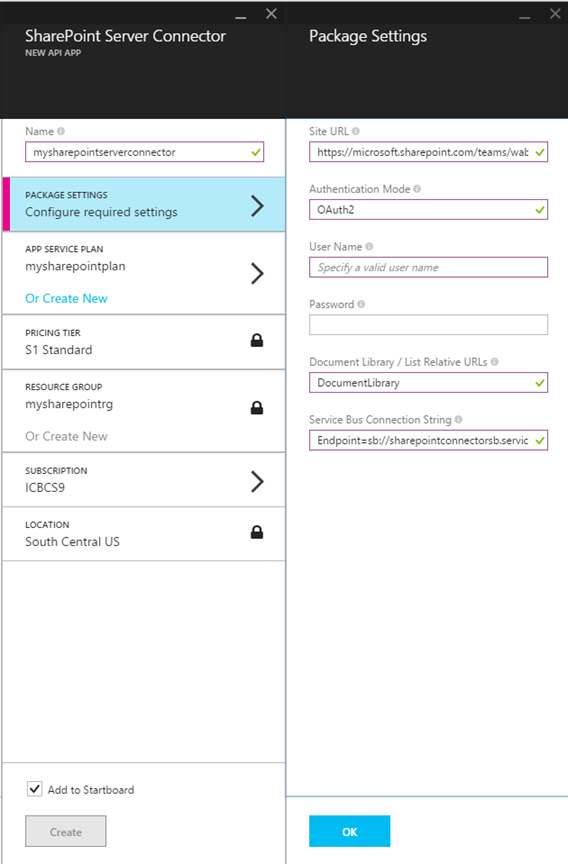 SharePoint Server Connector
NEW API APP
Name
mysharepointserverconnector
PACKAGE SETTINGS
Configure required settings
APP SERVICE PLAN
mysharepointplan
Or Create New
PRICING TIER
S1 Standard
RESOURCE GROUP
mysharepointrg
Or Create New
SUBSCRIPTION
ICBCS9
LOCATION
South Central US
Add to Startboard
Create
Package Settings
Site URL
https://microsoft.sharepoint.com/teams/wab
Authentication Mode
OAuth2
User Name
Specify a valid user name
Password
Document Library / List Relative URLs
DocumentLibrary
Service Bus Connection String
Endpoint=sb://sharepointconnectorsb.servic
OK